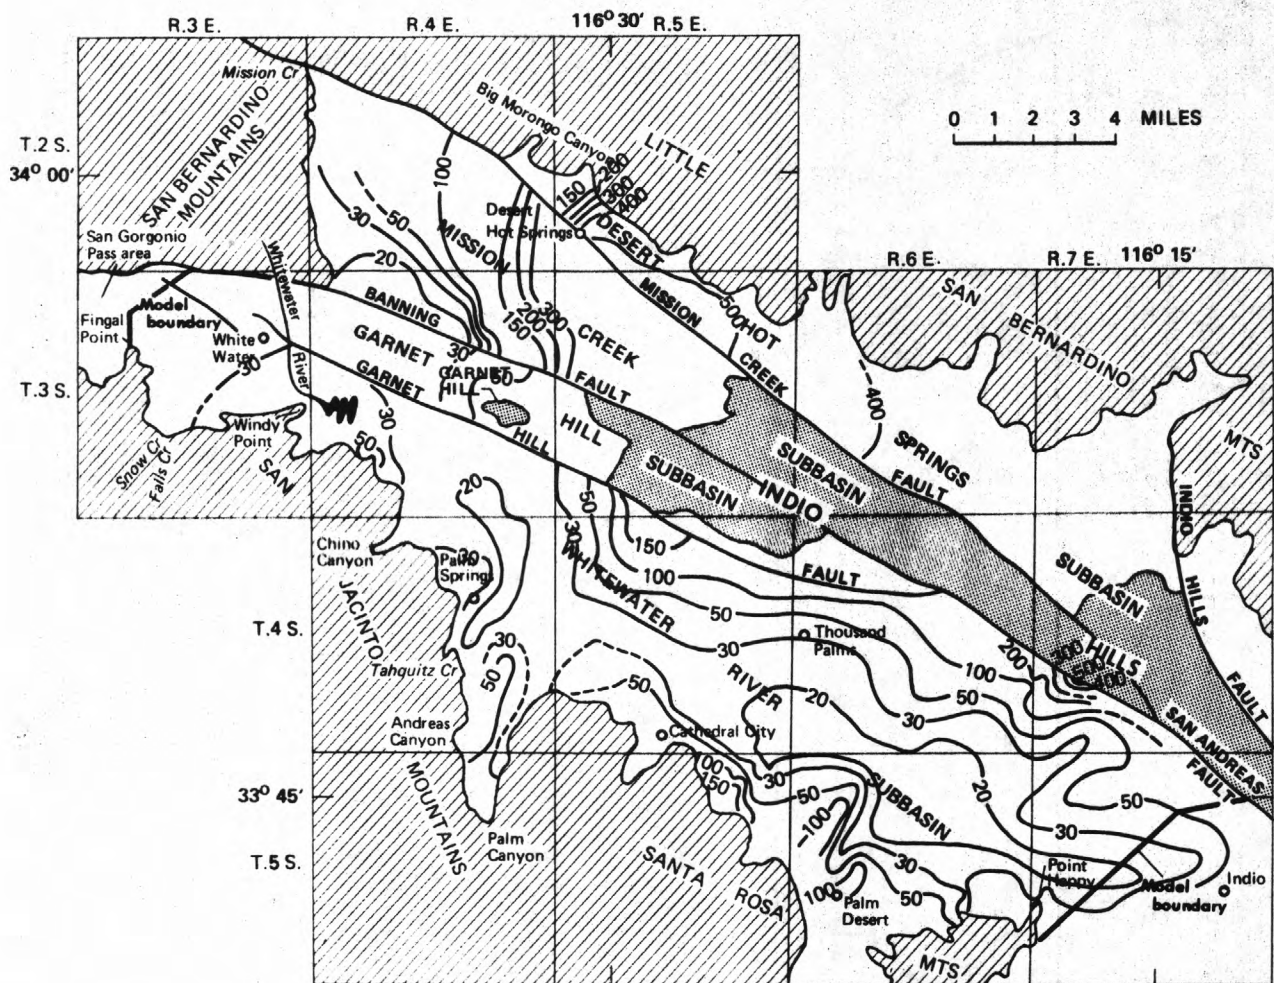 R.3 E.
R.4 E.
116° 30'
R.5 E.
Mission Cr
Big Morongo Canyon
LITTLE
0 1 2 3 4 MILES
T.2 S.
34° 00'
SAN BERNARDINO
MOUNTAINS
100
200
300
400
150
50
30
MISSION
Desert
Hot Springs
DESERT
San Gorgonio
Pass area
20
R.6 E.
R.7 E.
116° 15'
Whitewater
River
BANNING
MISSION
500
HOT
SAN
BERNARDINO
MTS
Model
boundary
Fingal
Point
White
Water
GARNET
200
300
150
CREEK
CREEK
30
GARNET
30
GARNET
HILL
50
FAULT
T.3 S.
30
400
Windy
Point
HILL
HILL
SPRINGS
FAULT
Snow Cr
Falls Cr
SAN
50
SUBBASIN
SUBBASIN
INDIO
INDIO
HILLS
FAULT
20
50
30
150
Chino
Canyon
30
Palm
Springs
WHITEWATER
100
FAULT
SUBBASIN
JACINTO
50
T.4 S.
30
30
Thousand
Palms
HILLS
300
500
400
200
100
Tahquitz Cr
50
50
RIVER
20
50
30
SAN ANDREAS
FAULT
Andreas
Canyon
Cathedral City
MOUNTAINS
100
150
30
50
SUBBASIN
20
50
33° 45'
100
30
Palm
Canyon
T.5 S.
SANTA
ROSA
30
Point
Happy
Model
boundary
Indio
100
Palm
Desert
50
MTS